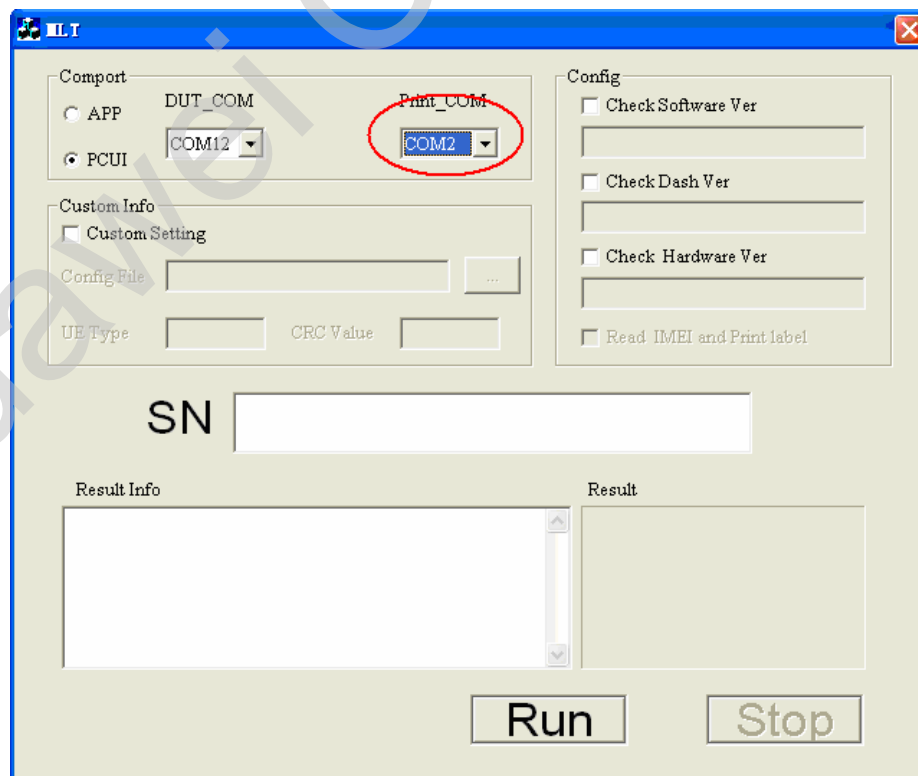 MLT
Comport
APP
PCUI
DUT_COM
COM12
Print_COM
COM2
Config
Check Software Ver
Check Dash Ver
Check Hardware Ver
Read IMEI and Print label
Custom Info
Custom Setting
Config File
...
UE Type
CRC Value
SN
Result Info
Result
Run
Stop